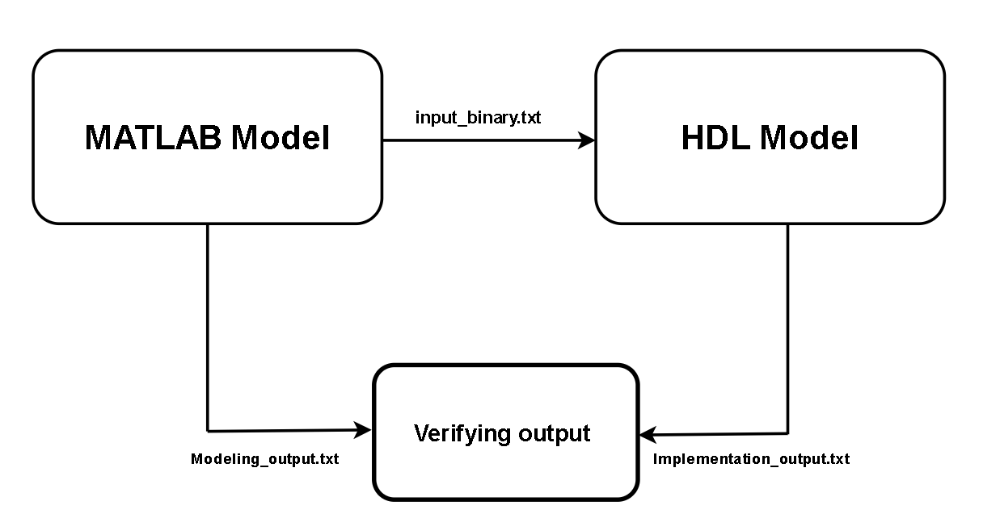 input_binary.txt
MATLAB Model
HDL Model
Verifying output
Modeling_output.txt
Implementation_output.txt